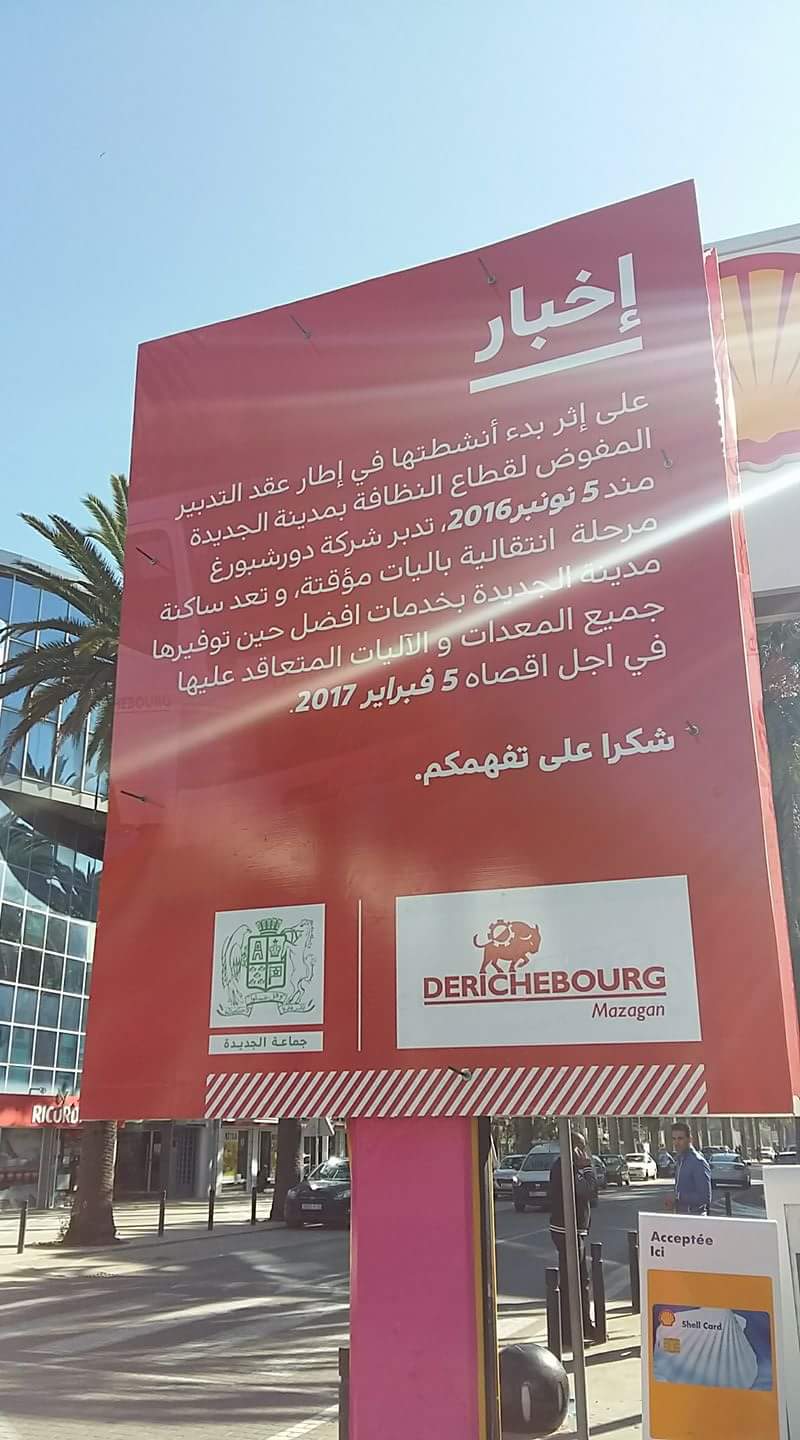 إخبار
على إثر بدء أنشطتها في إطار عقد التدبير
المفوض لقطاع النظافة بمدينة الجديدة
مند 5 نونبر 2016، تدبر شركة دورشبورغ
مرحلة انتقالية باليات مؤقتة، و تعد ساكنة
مدينة الجديدة بخدمات افضل حين توفيرها
جميع المعدات و الآليات المتعاقد عليها
في اجل اقصاه 5 فبراير 2017.
شكرا على تفهمكم.
جماعة الجديدة
DERICHEBOURG
Mazagan
Acceptée
Ici
Shell Card